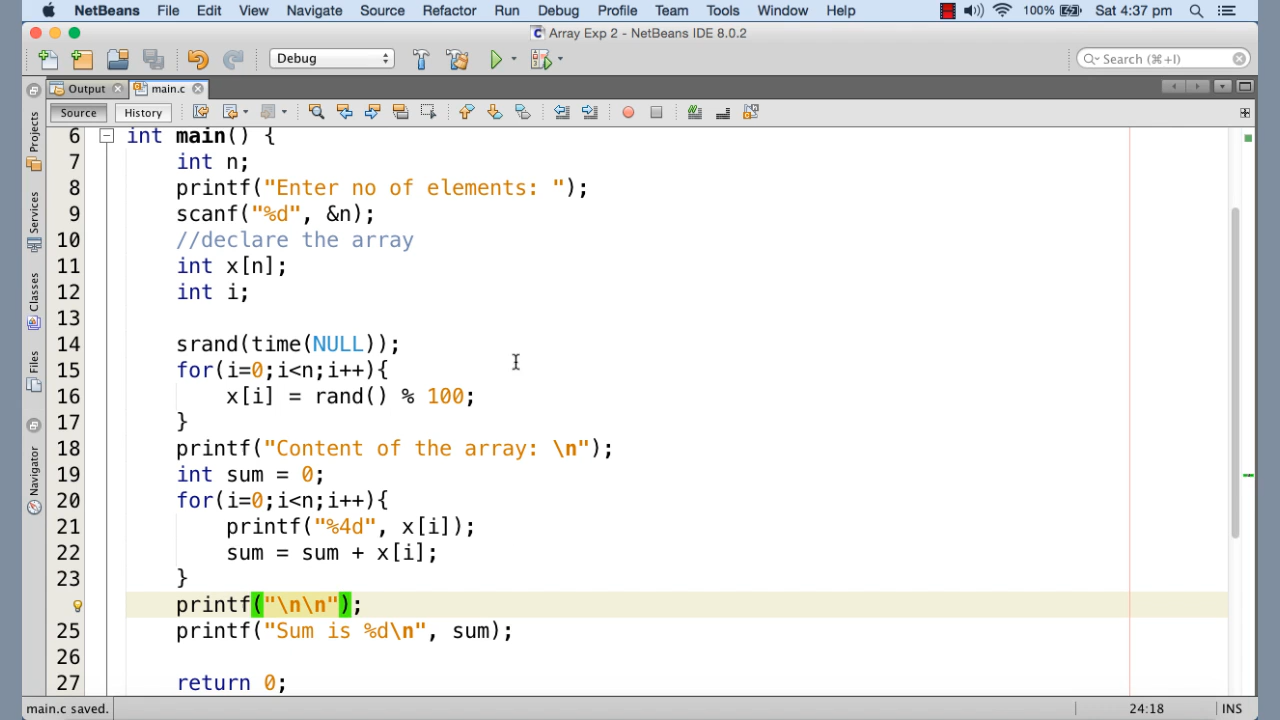 NetBeans File Edit View Navigate Source Refactor Run Debug Profile Team Tools Window Help 100% Sat 4:37 pm
Array Exp 2 - NetBeans IDE 8.0.2
Debug Search (⌘+I)
Output main.c
Source History
Projects
Services
Classes
Files
Navigator
6 int main() {
7 int n;
8 printf("Enter no of elements: ");
9 scanf("%d", &n);
10 //declare the array
11 int x[n];
12 int i;
13
14 srand(time(NULL));
15 for(i=0;i<n;i++){
16 x[i] = rand() % 100;
17 }
18 printf("Content of the array: \n");
19 int sum = 0;
20 for(i=0;i<n;i++){
21 printf("%4d", x[i]);
22 sum = sum + x[i];
23 }
printf("\n\n");
25 printf("Sum is %d\n", sum);
26
27 return 0;
main.c saved. 24:18 INS